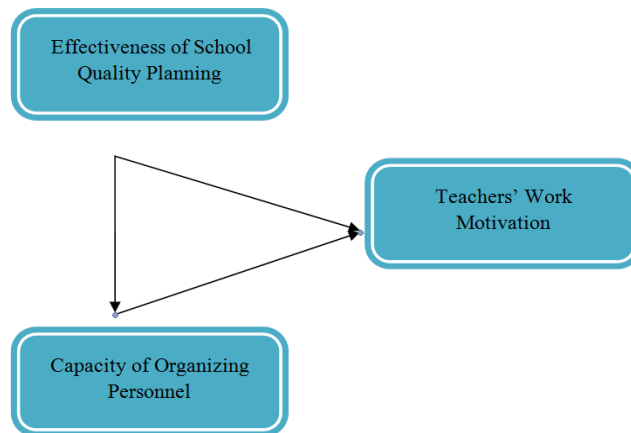 Effectiveness of School
Quality Planning
Teachers’ Work
Motivation
Capacity of Organizing
Personnel